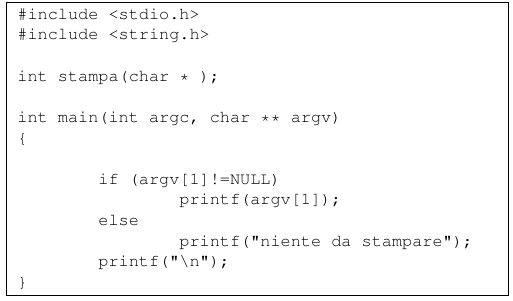 #include <stdio.h>
#include <string.h>

int stampa(char * );

int main(int argc, char ** argv)
{

        if (argv[1]!=NULL)
                printf(argv[1]);
        else
                printf("niente da stampare");
        printf("\n");
}